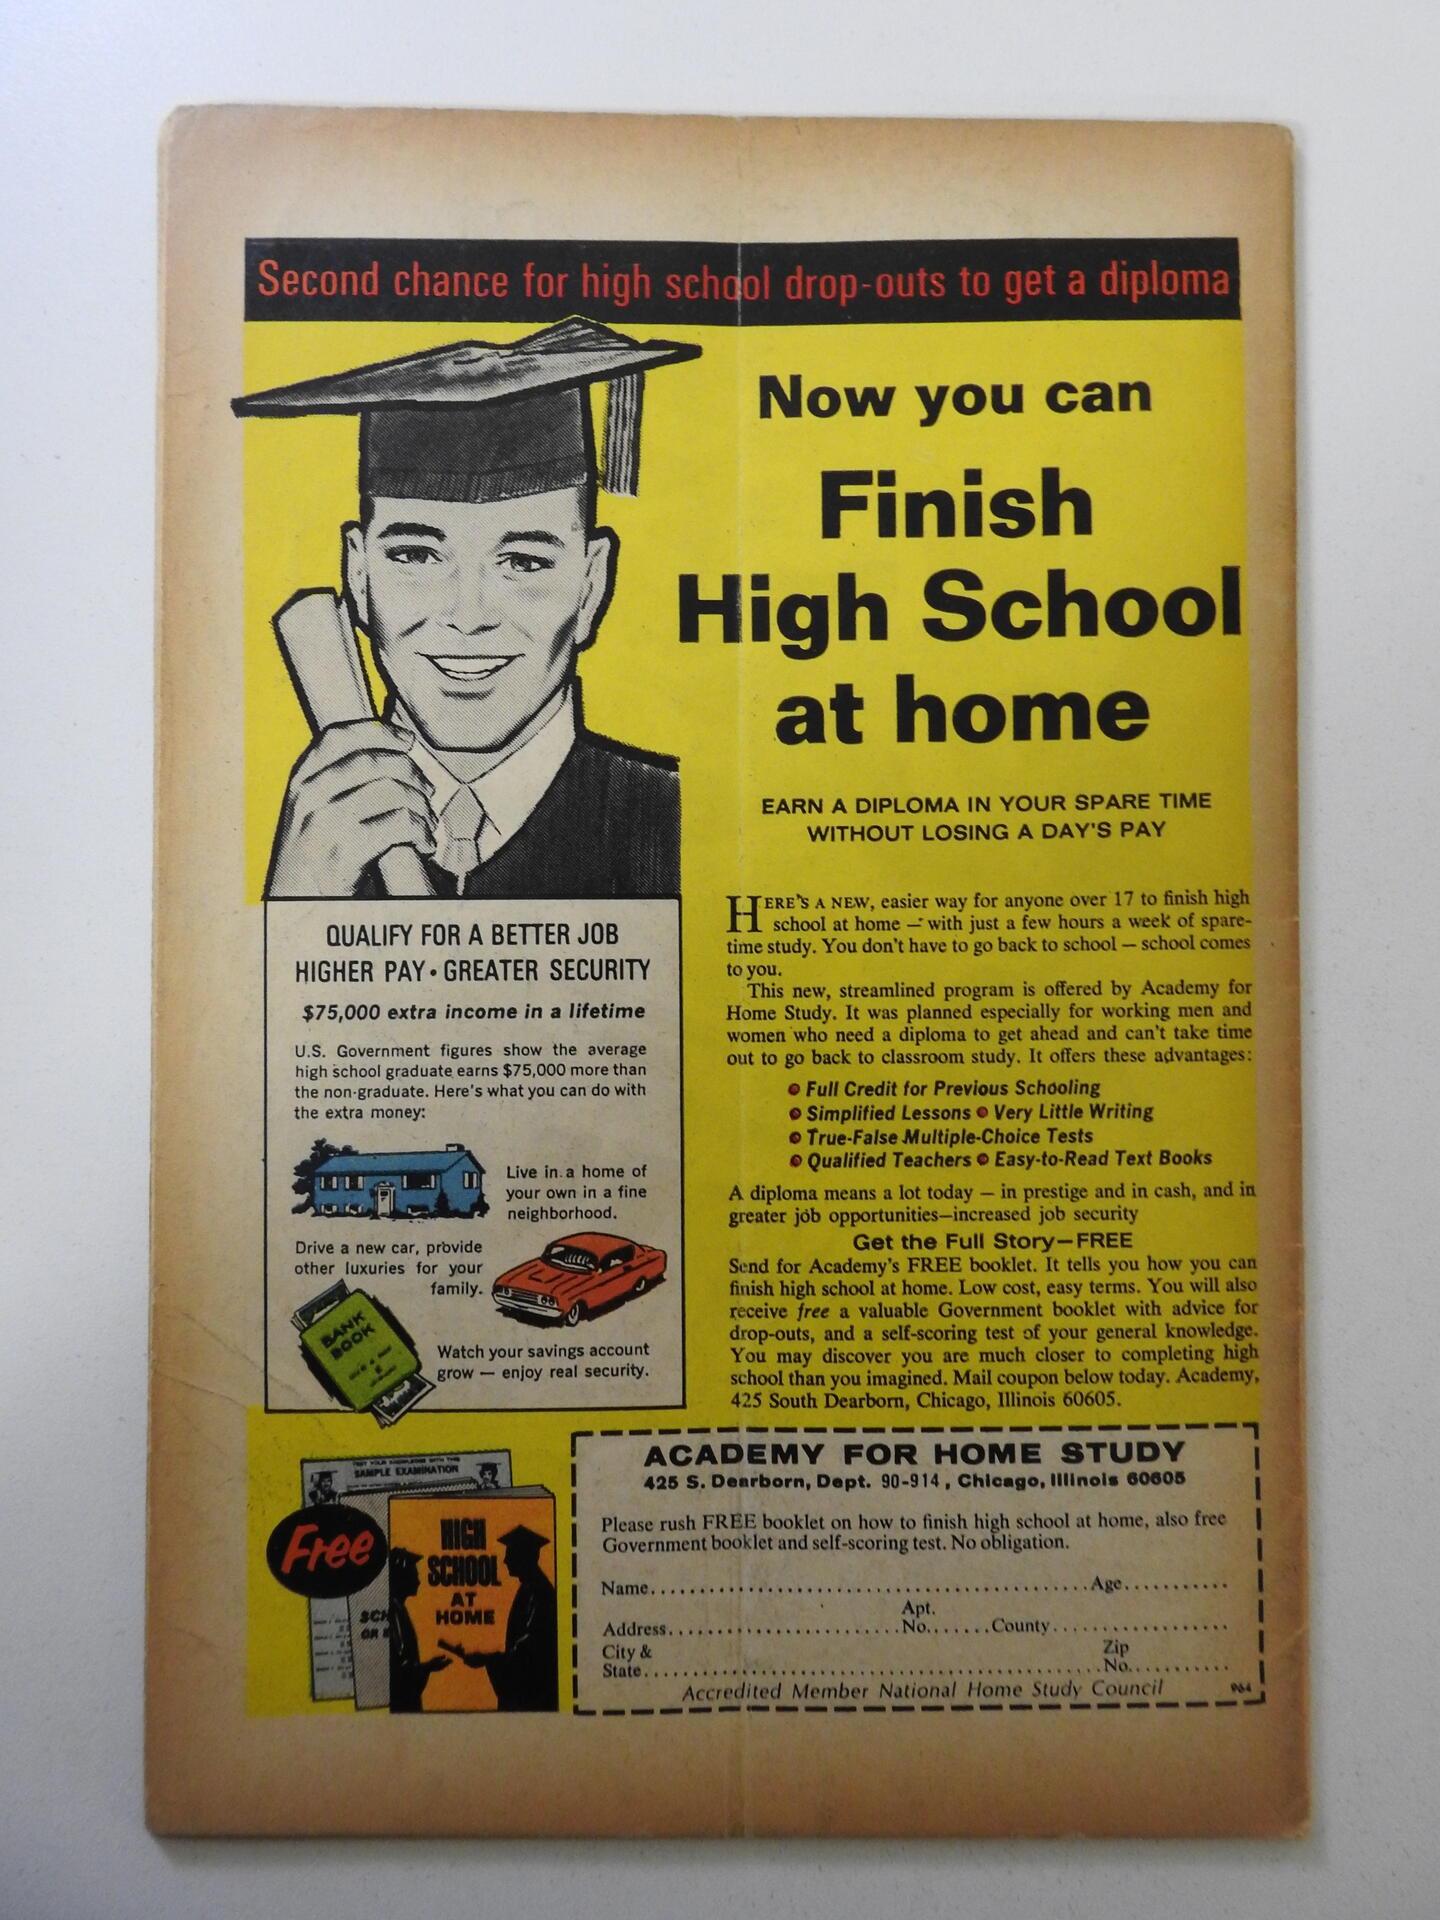 Second chance for high school drop-outs to get a diploma
Now you can
Finish
High School
at home
EARN A DIPLOMA IN YOUR SPARE TIME
WITHOUT LOSING A DAY'S PAY
HERE'S A NEW, easier way for anyone over 17 to finish high
school at home — with just a few hours a week of spare-
time study. You don't have to go back to school — school comes
to you.
This new, streamlined program is offered by Academy for
Home Study. It was planned especially for working men and
women who need a diploma to get ahead and can't take time
out to go back to classroom study. It offers these advantages:
• Full Credit for Previous Schooling
• Simplified Lessons • Very Little Writing
• True-False Multiple-Choice Tests
• Qualified Teachers • Easy-to-Read Text Books
A diploma means a lot today — in prestige and in cash, and in
greater job opportunities—increased job security
Get the Full Story—FREE
Send for Academy's FREE booklet. It tells you how you can
finish high school at home. Low cost, easy terms. You will also
receive free a valuable Government booklet with advice for
drop-outs, and a self-scoring test of your general knowledge.
You may discover you are much closer to completing high
school than you imagined. Mail coupon below today. Academy,
425 South Dearborn, Chicago, Illinois 60605.
QUALIFY FOR A BETTER JOB
HIGHER PAY • GREATER SECURITY
$75,000 extra income in a lifetime
U.S. Government figures show the average
high school graduate earns $75,000 more than
the non-graduate. Here's what you can do with
the extra money:
Live in a home of
your own in a fine
neighborhood.
Drive a new car, provide
other luxuries for your
family.
BANK
BOOK
Watch your savings account
grow — enjoy real security.
TEST YOUR KNOWLEDGE WITH THIS
SAMPLE EXAMINATION
Free
HIGH
SCHOOL
AT
HOME
SCH
OR
ACADEMY FOR HOME STUDY
425 S. Dearborn, Dept. 90-914, Chicago, Illinois 60605
Please rush FREE booklet on how to finish high school at home, also free
Government booklet and self-scoring test. No obligation.
Name..........Age..........
Apt.
Address..........No.......County..........
City & Zip
State..........No..........
Accredited Member National Home Study Council 964